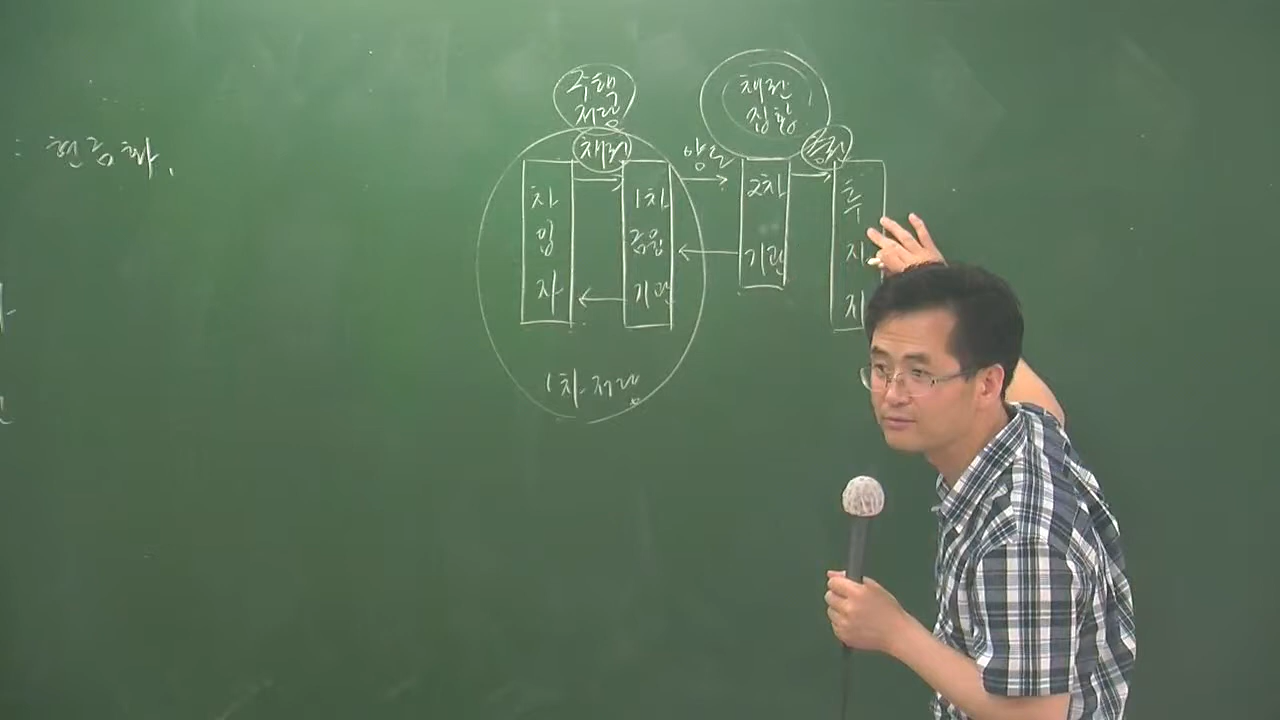 : 현금화.
주택
저당
채권
채권
집합
양도
증권
차
입
자
1차
금융
기관
2차
기관
투
자
자
1차 저당